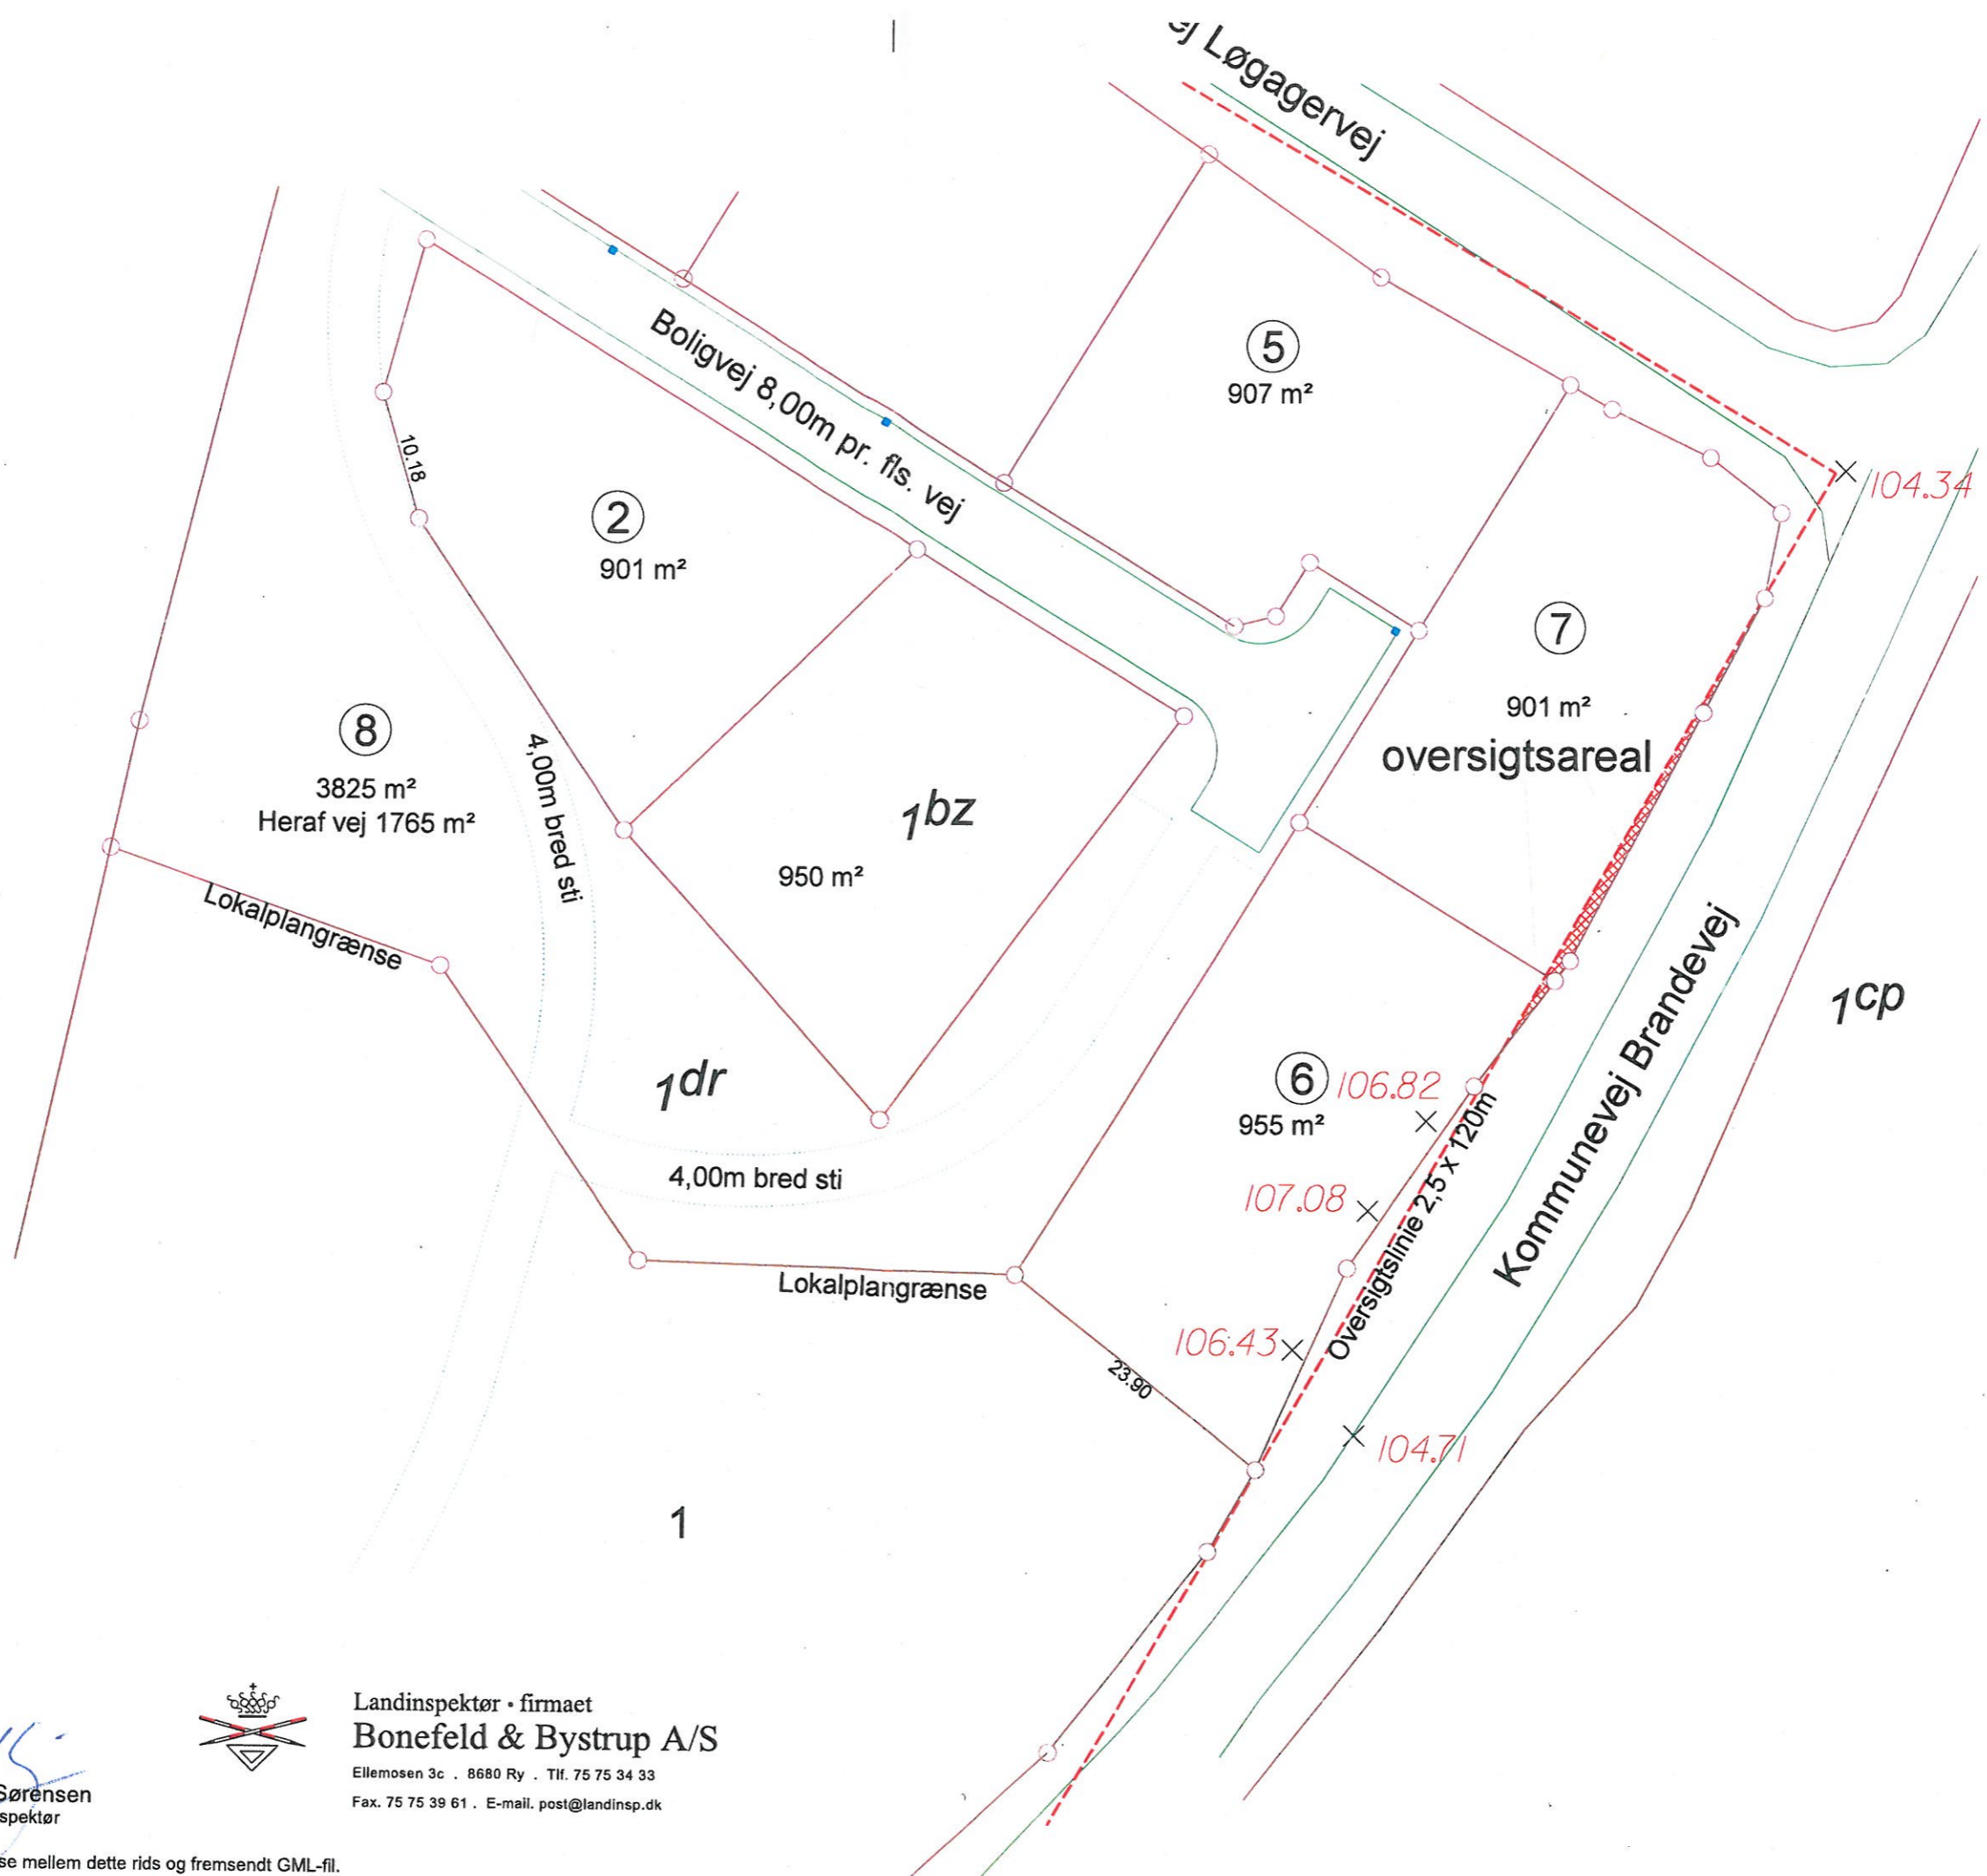 Løgagervej
Boligvej 8,00m pr. fls. vej
5
907 m²
104.34
10.18
2
901 m²
7
901 m²
oversigtsareal
8
3825 m²
Heraf vej 1765 m²
4,00m bred sti
1bz
950 m²
Lokalplangrænse
Kommunevej Brandevej
1cp
1dr
6
106.82
955 m²
4,00m bred sti
107.08
Oversigtslinie 2,5 x 120m
Lokalplangrænse
106.43
23.90
104.71
1
Landinspektør · firmaet
Bonefeld & Bystrup A/S
Ellemosen 3c . 8680 Ry . Tlf. 75 75 34 33
Fax. 75 75 39 61 . E-mail. post@landinsp.dk
Sørensen
spektør
se mellem dette rids og fremsendt GML-fil.